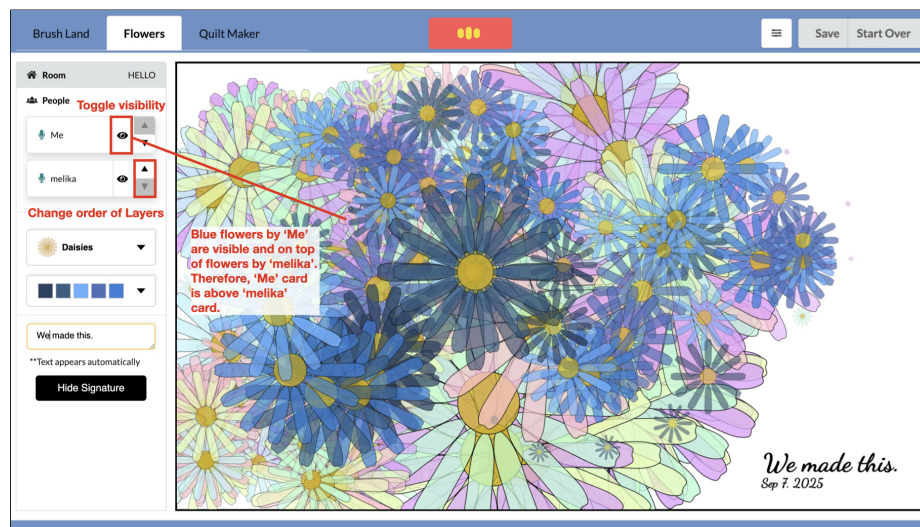 Brush Land
Flowers
Quilt Maker
Save
Start Over
Room
HELLO
People
Toggle visibility
Me
melika
Change order of Layers
Blue flowers by ‘Me’
are visible and on top
of flowers by ‘melika’.
Therefore, ‘Me’ card
is above ‘melika’
card.
Daisies
We made this.
**Text appears automatically
Hide Signature
We made this.
Sep 7. 2025